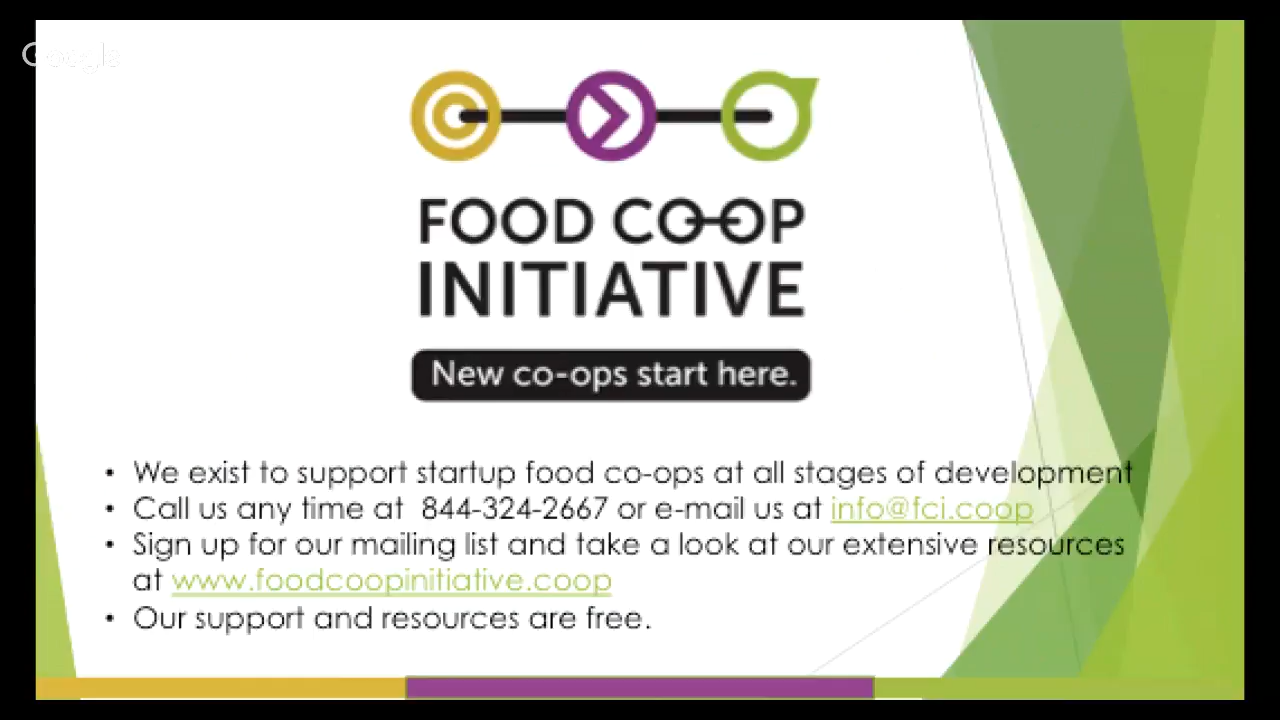 Google
FOOD CO-OP
INITIATIVE
New co-ops start here.
• We exist to support startup food co-ops at all stages of development
• Call us any time at 844-324-2667 or e-mail us at info@fci.coop
• Sign up for our mailing list and take a look at our extensive resources
at www.foodcoopinitiative.coop
• Our support and resources are free.